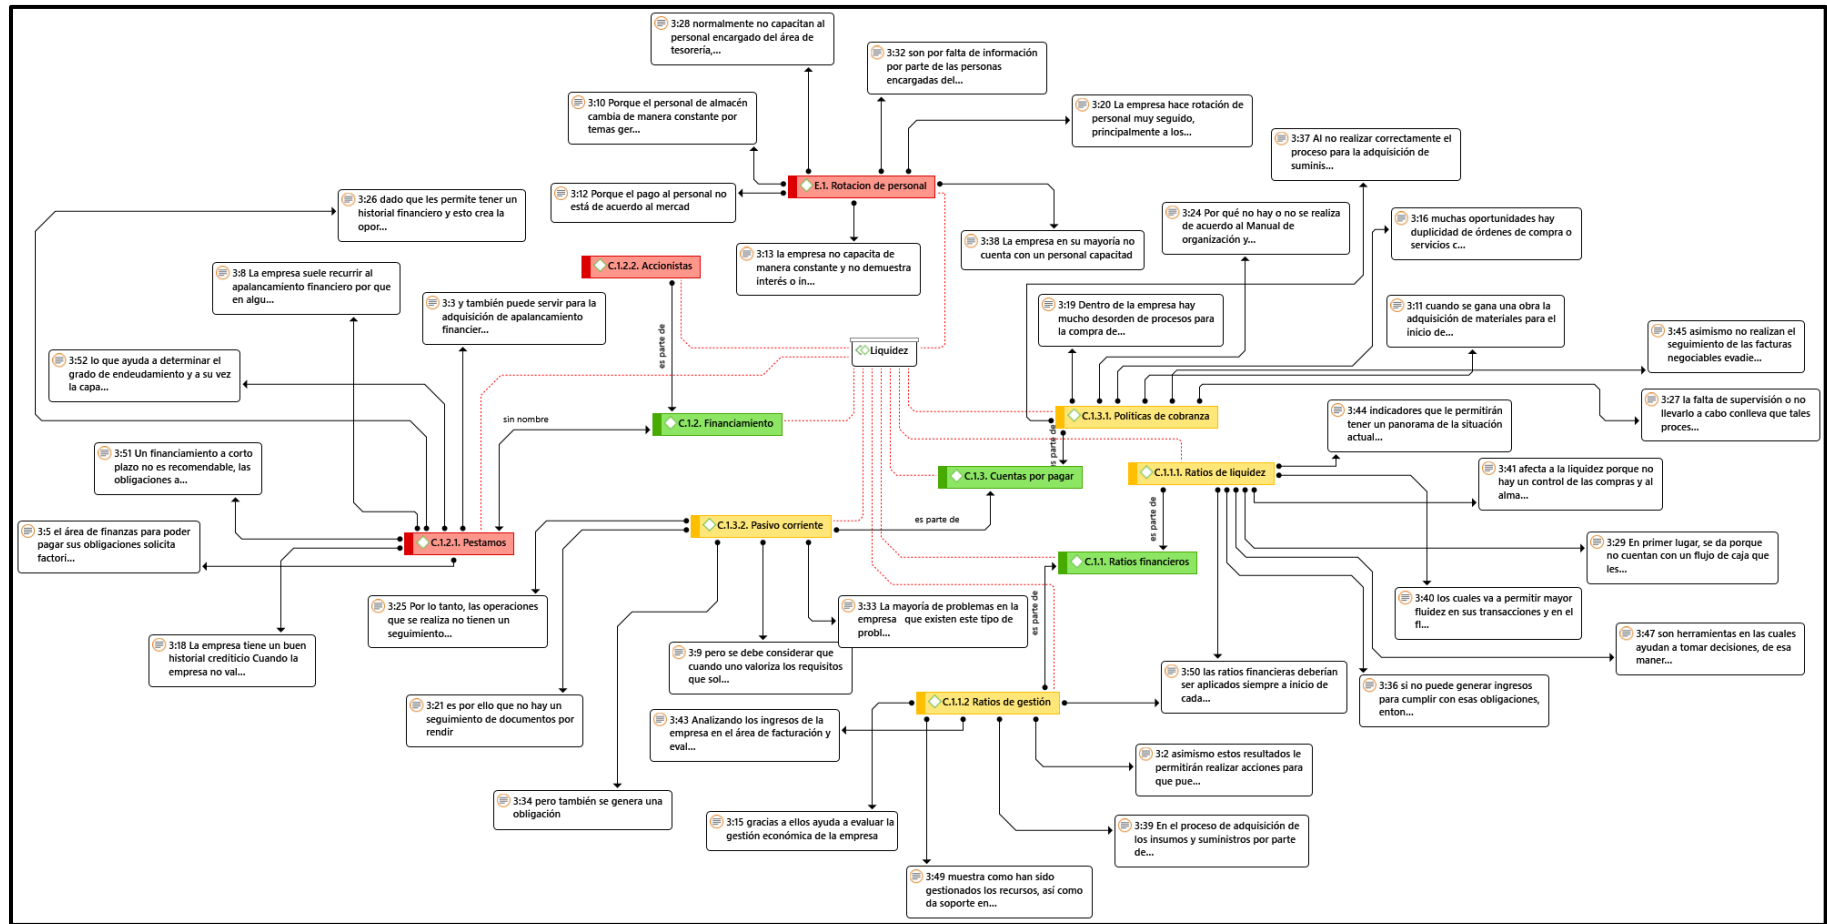 3:28 normalmente no capacitan al
personal encargado del área de
tesorería,...
3:32 son por falta de información
por parte de las personas
encargadas del...
3:10 Porque el personal de almacén
cambia de manera constante por
temas ger...
3:20 La empresa hace rotación de
personal muy seguido,
principalmente a los...
3:37 Al no realizar correctamente el
proceso para la adquisición de
suminis...
E.1. Rotacion de personal
3:12 Porque el pago al personal no
está de acuerdo al mercad
3:26 dado que les permite tener un
historial financiero y esto crea la
opor...
3:24 Por qué no hay o no se realiza
de acuerdo al Manual de
organización y...
3:16 muchas oportunidades hay
duplicidad de órdenes de compra o
servicios c...
3:38 La empresa en su mayoría no
cuenta con un personal capacitad
3:13 la empresa no capacita de
manera constante y no demuestra
interés o in...
C.1.2.2. Accionistas
3:8 La empresa suele recurrir al
apalancamiento financiero por que
en algu...
3:3 y también puede servir para la
adquisición de apalancamiento
financier...
3:19 Dentro de la empresa hay
mucho desorden de procesos para
la compra de...
3:11 cuando se gana una obra la
adquisición de materiales para el
inicio de...
3:45 asimismo no realizan el
seguimiento de las facturas
negociables evadie...
es parte de
Liquidez
3:52 lo que ayuda a determinar el
grado de endeudamiento y a su vez
la capa...
C.1.3.1. Políticas de cobranza
3:27 la falta de supervisión o no
llevarlo a cabo conlleva que tales
proces...
3:44 indicadores que le permitirán
tener un panorama de la situación
actual...
sin nombre
C.1.2. Financiamiento
es parte de
3:51 Un financiamiento a corto
plazo no es recomendable, las
obligaciones a...
C.1.3. Cuentas por pagar
C.1.1.1. Ratios de liquidez
3:41 afecta a la liquidez porque no
hay un control de las compras y al
alma...
3:5 el área de finanzas para poder
pagar sus obligaciones solicita
factori...
C.1.2.1. Pestamos
C.1.3.2. Pasivo corriente
es parte de
es parte de
3:29 En primer lugar, se da porque
no cuentan con un flujo de caja que
les...
C.1.1. Ratios financieros
3:25 Por lo tanto, las operaciones
que se realiza no tienen un
seguimiento...
3:33 La mayoría de problemas en la
empresa que existen este tipo de
probl...
es parte de
3:40 los cuales va a permitir mayor
fluidez en sus transacciones y en el
fl...
3:18 La empresa tiene un buen
historial crediticio Cuando la
empresa no val...
3:9 pero se debe considerar que
cuando uno valoriza los requisitos
que sol...
3:47 son herramientas en las cuales
ayudan a tomar decisiones, de esa
maner...
3:50 las ratios financieras deberían
ser aplicados siempre a inicio de
cada...
3:36 si no puede generar ingresos
para cumplir con esas obligaciones,
enton...
3:21 es por ello que no hay un
seguimiento de documentos por
rendir
C.1.1.2 Ratios de gestión
3:43 Analizando los ingresos de la
empresa en el área de facturación y
eval...
3:2 asimismo estos resultados le
permitirán realizar acciones para
que pue...
3:34 pero también se genera una
obligación
3:15 gracias a ellos ayuda a evaluar la
gestión económica de la empresa
3:39 En el proceso de adquisición de
los insumos y suministros por parte
de...
3:49 muestra como han sido
gestionados los recursos, así como
da soporte en...